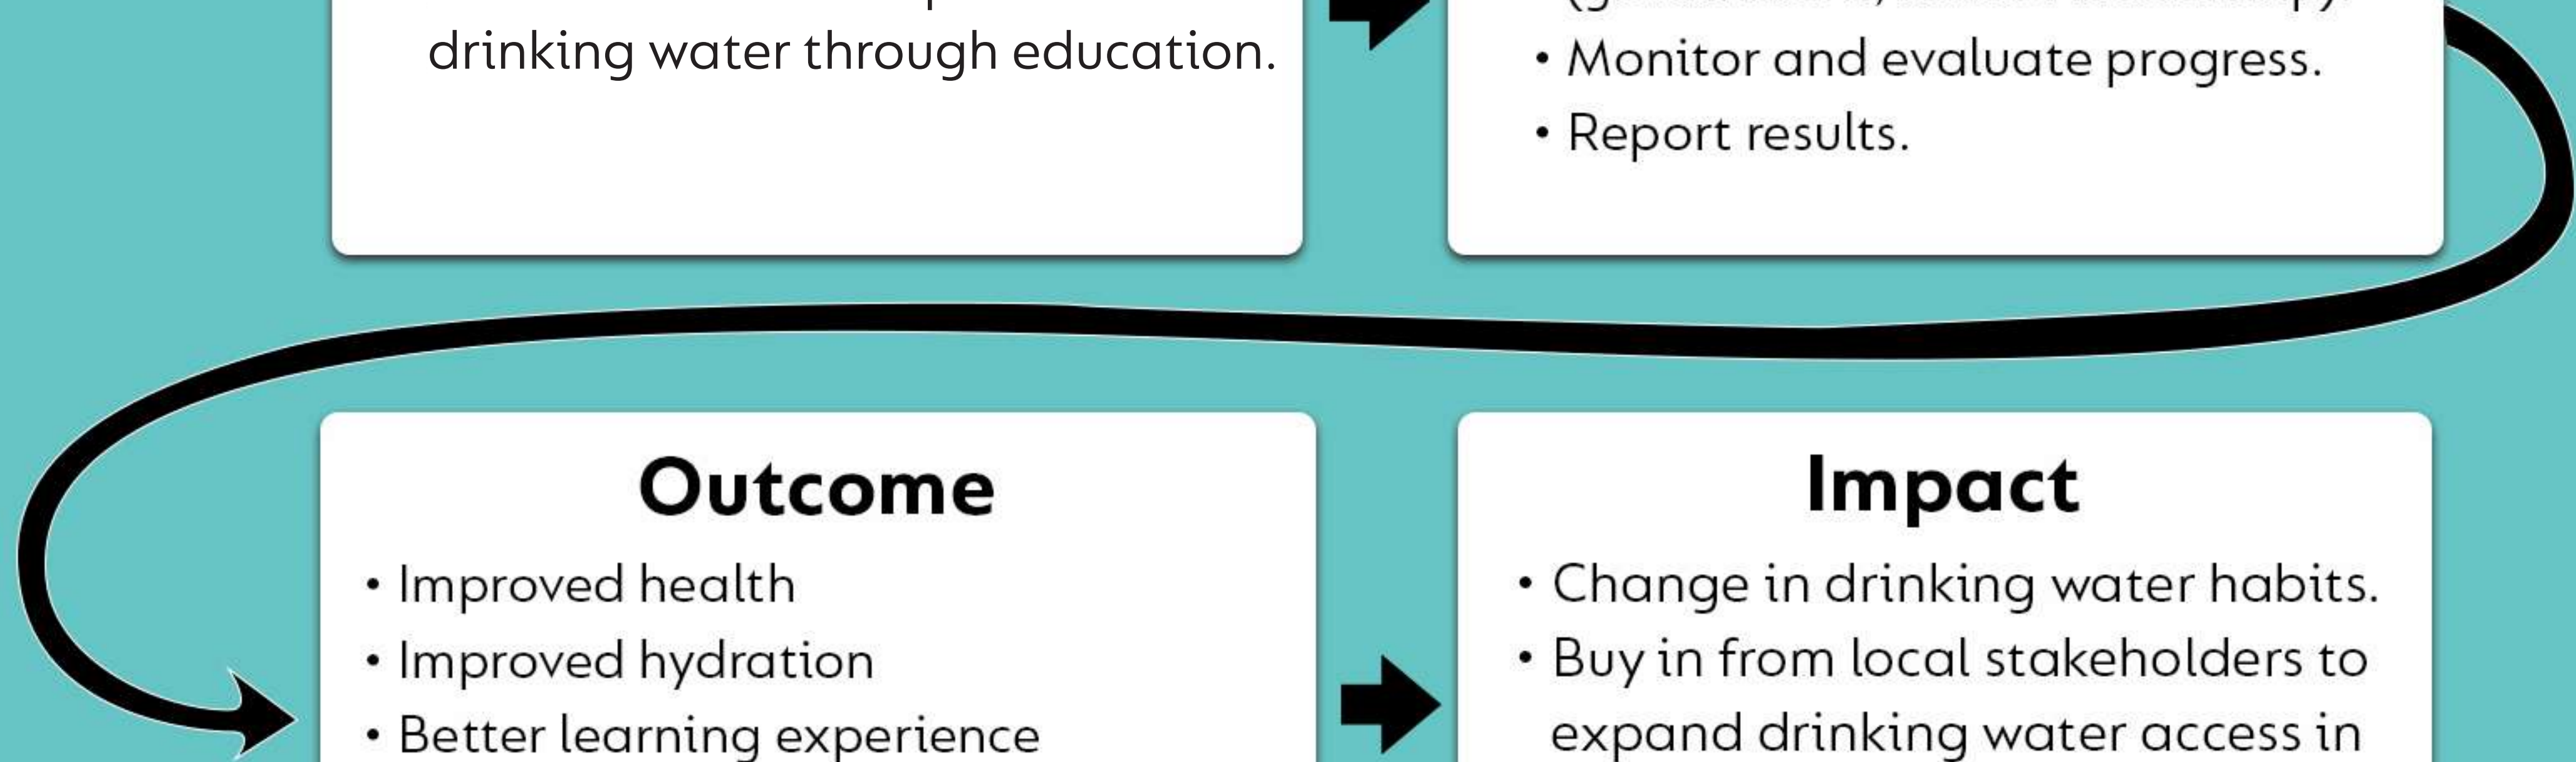 drinking water through education.
• Monitor and evaluate progress.
• Report results.
Outcome
• Improved health
• Improved hydration
• Better learning experience
Impact
• Change in drinking water habits.
• Buy in from local stakeholders to
expand drinking water access in